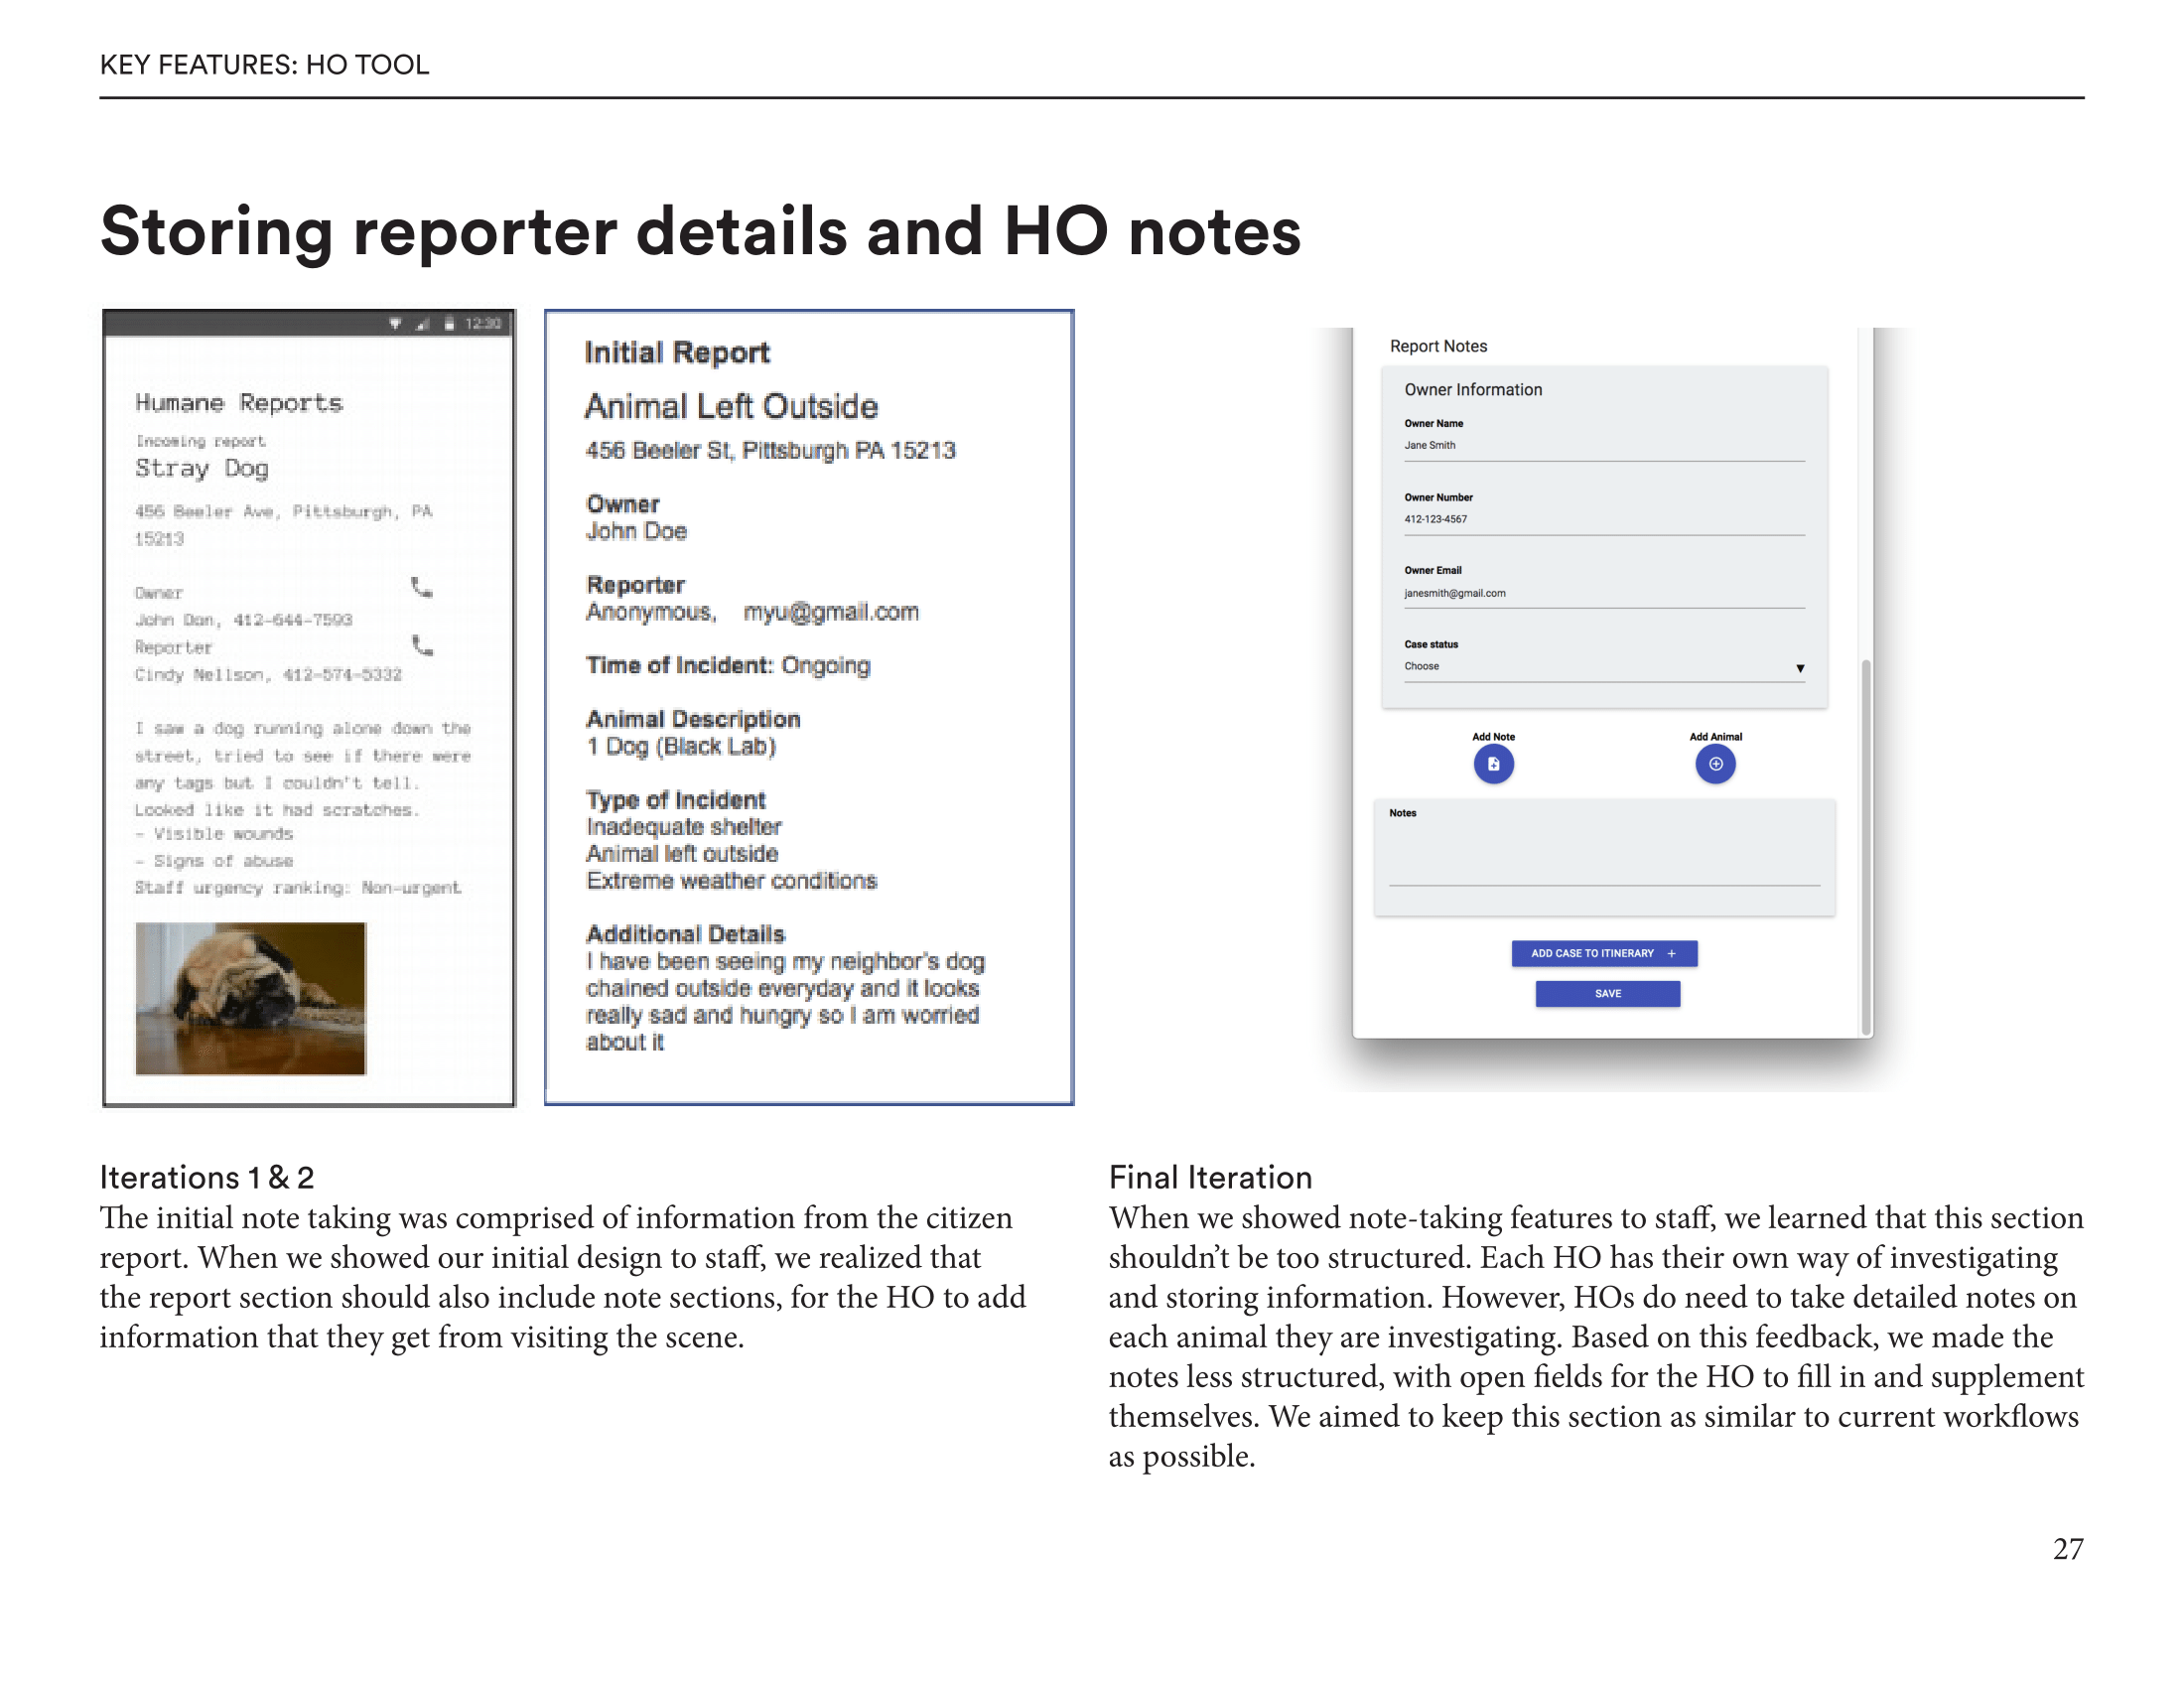 KEY FEATURES: HO TOOL
Storing reporter details and HO notes
12:30
Humane Reports
Incoming report
Stray Dog
456 Beeler Ave, Pittsburgh, PA
15213
Owner
John Don, 412-644-7593
Reporter
Cindy Nellson, 412-574-5332
I saw a dog running alone down the
street, tried to see if there were
any tags but I couldn't tell.
Looked like it had scratches.
- Visible wounds
- Signs of abuse
Staff urgency ranking: Non-urgent
Initial Report
Animal Left Outside
456 Beeler St, Pittsburgh PA 15213
Owner
John Doe
Reporter
Anonymous, myu@gmail.com
Time of Incident: Ongoing
Animal Description
1 Dog (Black Lab)
Type of Incident
Inadequate shelter
Animal left outside
Extreme weather conditions
Additional Details
I have been seeing my neighbor's dog
chained outside everyday and it looks
really sad and hungry so I am worried
about it
Report Notes
Owner Information
Owner Name
Jane Smith
Owner Number
412-123-4567
Owner Email
janesmith@gmail.com
Case status
Choose
Add Note Add Animal
Notes
ADD CASE TO ITINERARY +
SAVE
Iterations 1 & 2
The initial note taking was comprised of information from the citizen
report. When we showed our initial design to staff, we realized that
the report section should also include note sections, for the HO to add
information that they get from visiting the scene.
Final Iteration
When we showed note-taking features to staff, we learned that this section
shouldn't be too structured. Each HO has their own way of investigating
and storing information. However, HOs do need to take detailed notes on
each animal they are investigating. Based on this feedback, we made the
notes less structured, with open fields for the HO to fill in and supplement
themselves. We aimed to keep this section as similar to current workflows
as possible.
27